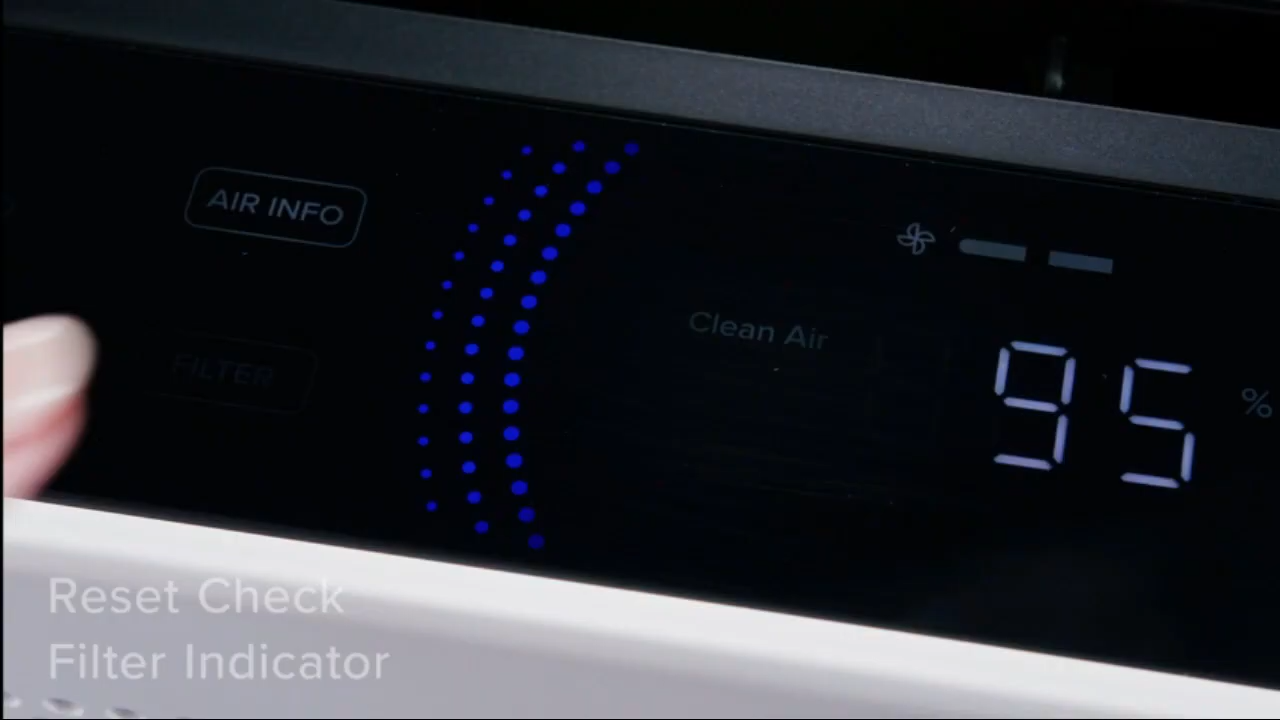 AIR INFO
FILTER
Clean Air
95 %
Reset Check
Filter Indicator